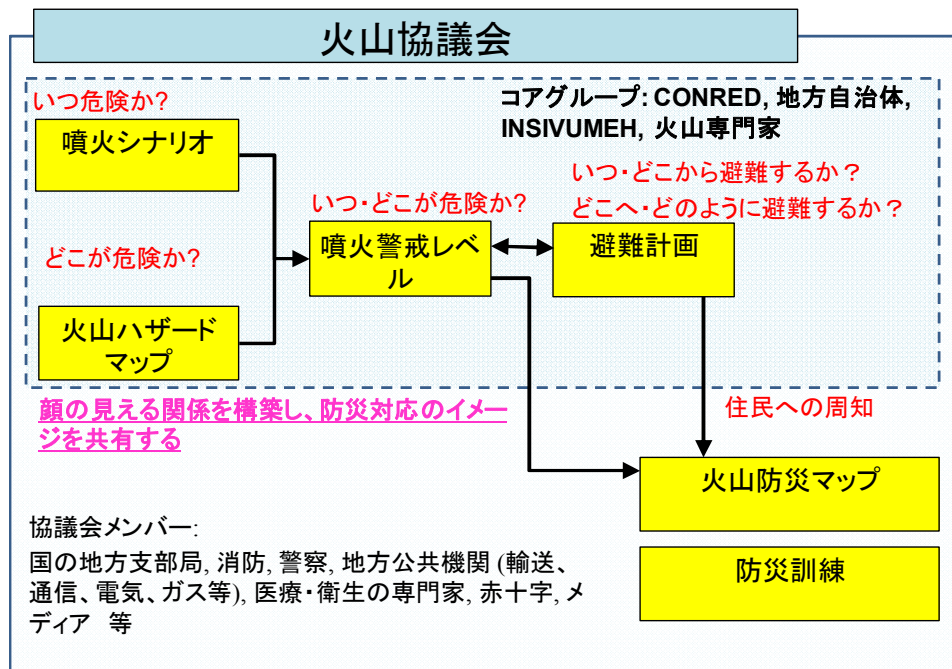 火山協議会
いつ危険か?
コアグループ: CONRED, 地方自治体,
INSIVUMEH, 火山専門家
噴火シナリオ
いつ・どこから避難するか？
どこへ・どのように避難するか？
いつ・どこが危険か?
どこが危険か?
噴火警戒レベ
ル
避難計画
火山ハザード
マップ
顔の見える関係を構築し、防災対応のイメー
ジを共有する
住民への周知
火山防災マップ
協議会メンバー:
国の地方支部局, 消防, 警察, 地方公共機関 (輸送、
通信、電気、ガス等), 医療・衛生の専門家, 赤十字, メ
ディア 等
防災訓練